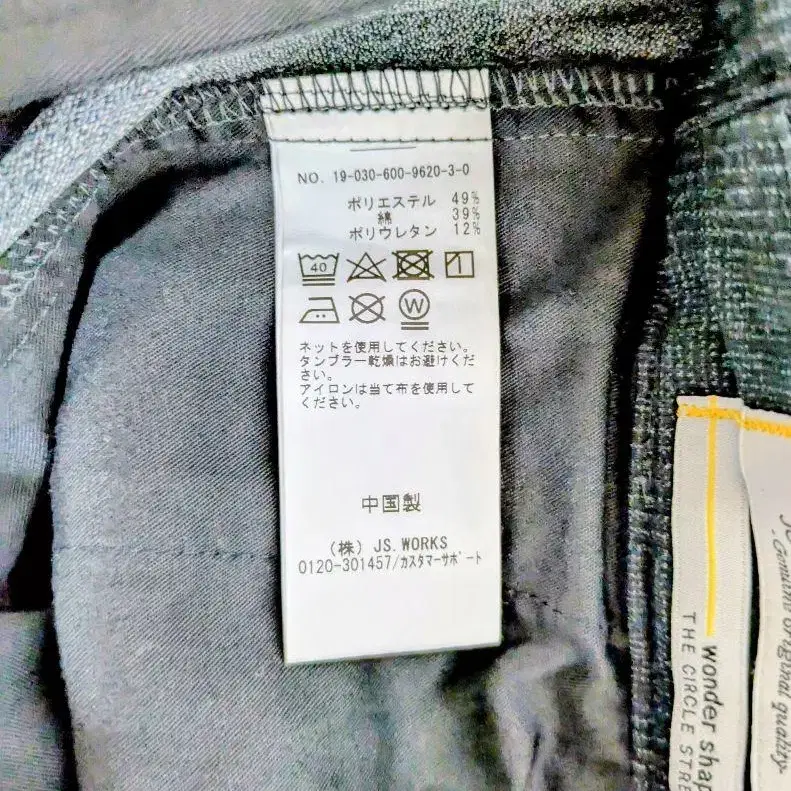 NO. 19-030-600-9620-3-0
ポリエステル 49%
綿 39%
ポリウレタン 12%
40
W
ネットを使用してください。
タンブラー乾燥はお避けくだ
さい。
アイロンは当て布を使用して
ください。
中国製
(株) JS.WORKS
0120-301457/カスタマーサポート
wonder shap
THE CIRCLE STRE
Genuine original quality